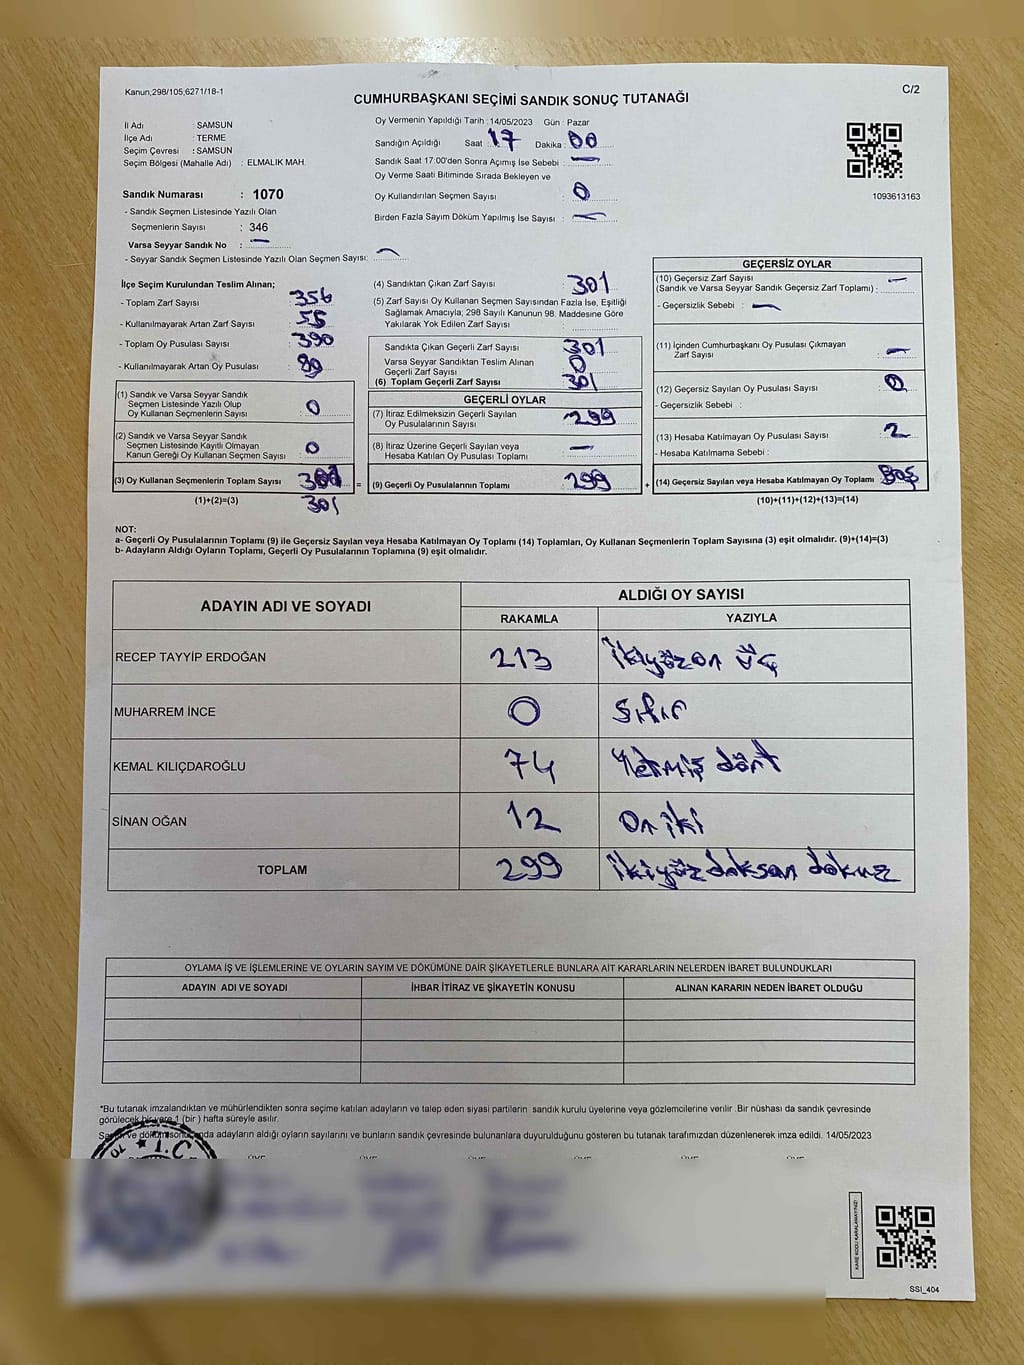 Kanun;298/105;6271/18-1
C/2
CUMHURBAŞKANI SEÇİMİ SANDIK SONUÇ TUTANAĞI
İl Adı : SAMSUN
İlçe Adı : TERME
Seçim Çevresi : SAMSUN
Seçim Bölgesi (Mahalle Adı) : ELMALIK MAH.
Sandık Numarası : 1070
- Sandık Seçmen Listesinde Yazılı Olan
Seçmenlerin Sayısı : 346
Varsa Seyyar Sandık No : —
- Seyyar Sandık Seçmen Listesinde Yazılı Olan Seçmen Sayısı: —
Oy Vermenin Yapıldığı Tarih :14/05/2023 Gün : Pazar
Sandığın Açıldığı Saat : 17 Dakika : 00
Sandık Saat 17:00'den Sonra Açımış İse Sebebi : —
Oy Verme Saati Bitiminde Sırada Bekleyen ve
Oy Kullandırılan Seçmen Sayısı : 0
Birden Fazla Sayım Döküm Yapılmış İse Sayısı : —
1093613163
İlçe Seçim Kurulundan Teslim Alınan;
- Toplam Zarf Sayısı : 356
- Kullanılmayarak Artan Zarf Sayısı : 55
- Toplam Oy Pusulası Sayısı : 390
- Kullanılmayarak Artan Oy Pusulası : 89
(1) Sandık ve Varsa Seyyar Sandık
Seçmen Listesinde Yazılı Olup
Oy Kullanan Seçmenlerin Sayısı : 0
(2) Sandık ve Varsa Seyyar Sandık
Seçmen Listesinde Kayıtlı Olmayan
Kanun Gereği Oy Kullanan Seçmen Sayısı : 0
(3) Oy Kullanan Seçmenlerin Toplam Sayısı :
(1)+(2)=(3)
301
(4) Sandıktan Çıkan Zarf Sayısı : 301
(5) Zarf Sayısı Oy Kullanan Seçmen Sayısından Fazla İse, Eşitliği
Sağlamak Amacıyla; 298 Sayılı Kanunun 98. Maddesine Göre
Yakılarak Yok Edilen Zarf Sayısı :
Sandıkta Çıkan Geçerli Zarf Sayısı : 301
Varsa Seyyar Sandıktan Teslim Alınan
Geçerli Zarf Sayısı : 0
(6) Toplam Geçerli Zarf Sayısı : 301
GEÇERLİ OYLAR
(7) İtiraz Edilmeksizin Geçerli Sayılan
Oy Pusulalarının Sayısı : 299
(8) İtiraz Üzerine Geçerli Sayılan veya
Hesaba Katılan Oy Pusulası Toplamı : —
= (9) Geçerli Oy Pusulalarının Toplamı : 299
GEÇERSİZ OYLAR
(10) Geçersiz Zarf Sayısı
(Sandık ve Varsa Seyyar Sandık Geçersiz Zarf Toplamı) : —
- Geçersizlik Sebebi : —
(11) İçinden Cumhurbaşkanı Oy Pusulası Çıkmayan
Zarf Sayısı : —
(12) Geçersiz Sayılan Oy Pusulası Sayısı : 0
- Geçersizlik Sebebi :
(13) Hesaba Katılmayan Oy Pusulası Sayısı : 2
- Hesaba Katılmama Sebebi :
+ (14) Geçersiz Sayılan veya Hesaba Katılmayan Oy Toplamı : Boş
(10)+(11)+(12)+(13)=(14)
NOT:
a- Geçerli Oy Pusulalarının Toplamı (9) ile Geçersiz Sayılan veya Hesaba Katılmayan Oy Toplamı (14) Toplamları, Oy Kullanan Seçmenlerin Toplam Sayısına (3) eşit olmalıdır. (9)+(14)=(3)
b- Adayların Aldığı Oyların Toplamı, Geçerli Oy Pusulalarının Toplamına (9) eşit olmalıdır.
ADAYIN ADI VE SOYADI
ALDIĞI OY SAYISI
RAKAMLA YAZIYLA
RECEP TAYYİP ERDOĞAN 213 ikiyüzon üç
MUHARREM İNCE 0 Sıfır
KEMAL KILIÇDAROĞLU 74 Yetmiş dört
SİNAN OĞAN 12 On iki
TOPLAM 299 ikiyüz doksan dokuz
OYLAMA İŞ VE İŞLEMLERİNE VE OYLARIN SAYIM VE DÖKÜMÜNE DAİR ŞİKAYETLERLE BUNLARA AİT KARARLARIN NELERDEN İBARET BULUNDUKLARI
ADAYIN ADI VE SOYADI İHBAR İTİRAZ VE ŞİKAYETİN KONUSU ALINAN KARARIN NEDEN İBARET OLDUĞU
*Bu tutanak imzalandıktan ve mühürlendikten sonra seçime katılan adayların ve talep eden siyasi partilerin sandık kurulu üyelerine veya gözlemcilerine verilir .Bir nüshası da sandık çevresinde
görülecek bir yere 1 (bir ) hafta süreyle asılır.
ve döküm sonucunda adayların aldığı oyların sayılarını ve bunların sandık çevresinde bulunanlara duyurulduğunu gösteren bu tutanak tarafımızdan düzenlenerek imza edildi. 14/05/2023
T.C
KARE KODU KARALAMAYINIZ!
SSI_404